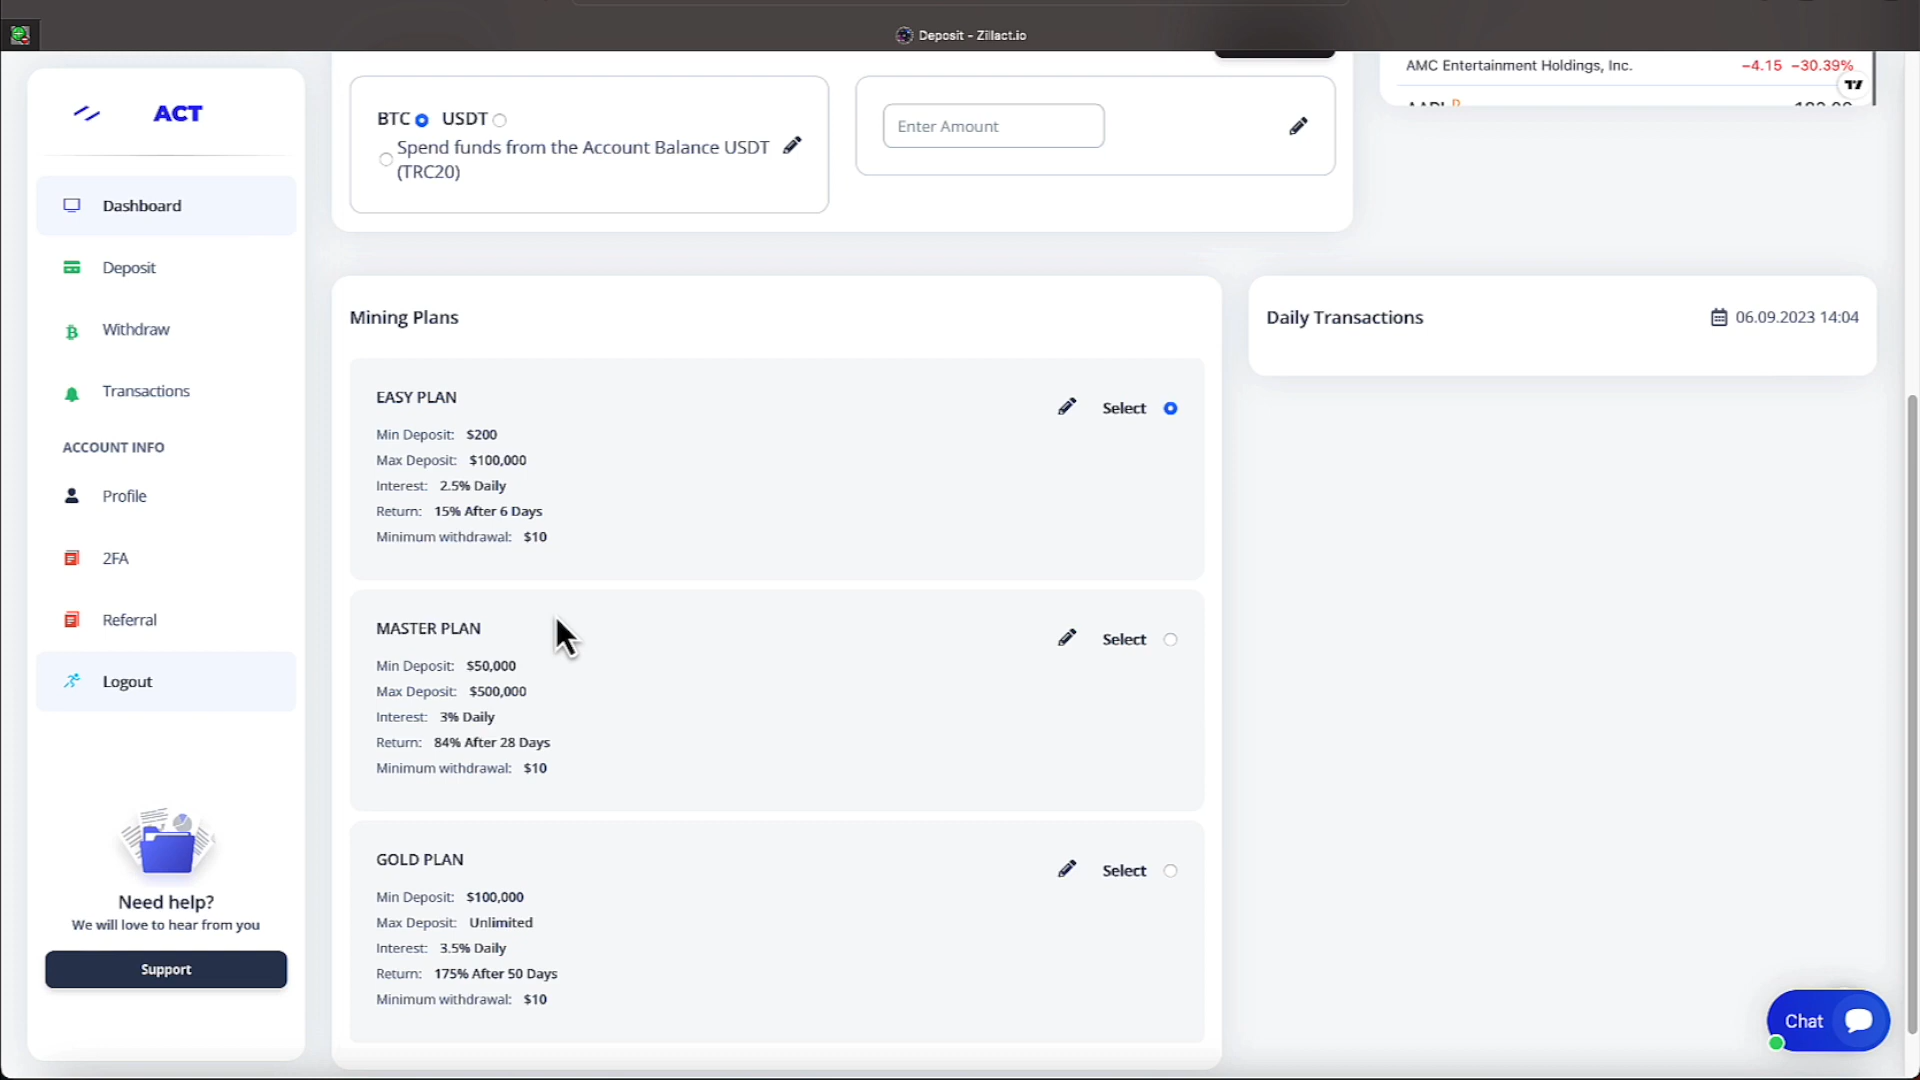 Deposit - Zillact.io
ACT
Dashboard
Deposit
Withdraw
Transactions
ACCOUNT INFO
Profile
2FA
Referral
Logout
Need help?
We will love to hear from you
Support
BTC USDT
Spend funds from the Account Balance USDT
(TRC20)
Enter Amount
AMC Entertainment Holdings, Inc. −4.15 −30.39%
Mining Plans
EASY PLAN
Select
Min Deposit: $200
Max Deposit: $100,000
Interest: 2.5% Daily
Return: 15% After 6 Days
Minimum withdrawal: $10
MASTER PLAN
Select
Min Deposit: $50,000
Max Deposit: $500,000
Interest: 3% Daily
Return: 84% After 28 Days
Minimum withdrawal: $10
GOLD PLAN
Select
Min Deposit: $100,000
Max Deposit: Unlimited
Interest: 3.5% Daily
Return: 175% After 50 Days
Minimum withdrawal: $10
Daily Transactions
06.09.2023 14:04
Chat